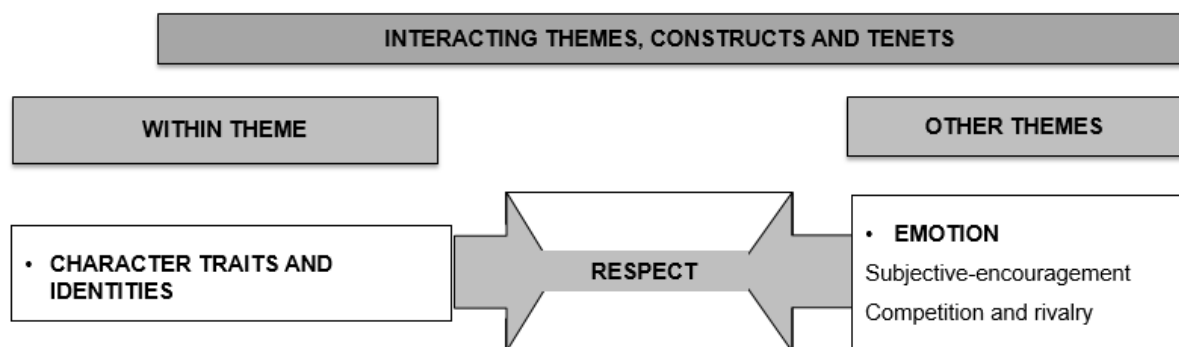 INTERACTING THEMES, CONSTRUCTS AND TENETS
WITHIN THEME
OTHER THEMES
• CHARACTER TRAITS AND
IDENTITIES
RESPECT
• EMOTION
Subjective-encouragement
Competition and rivalry